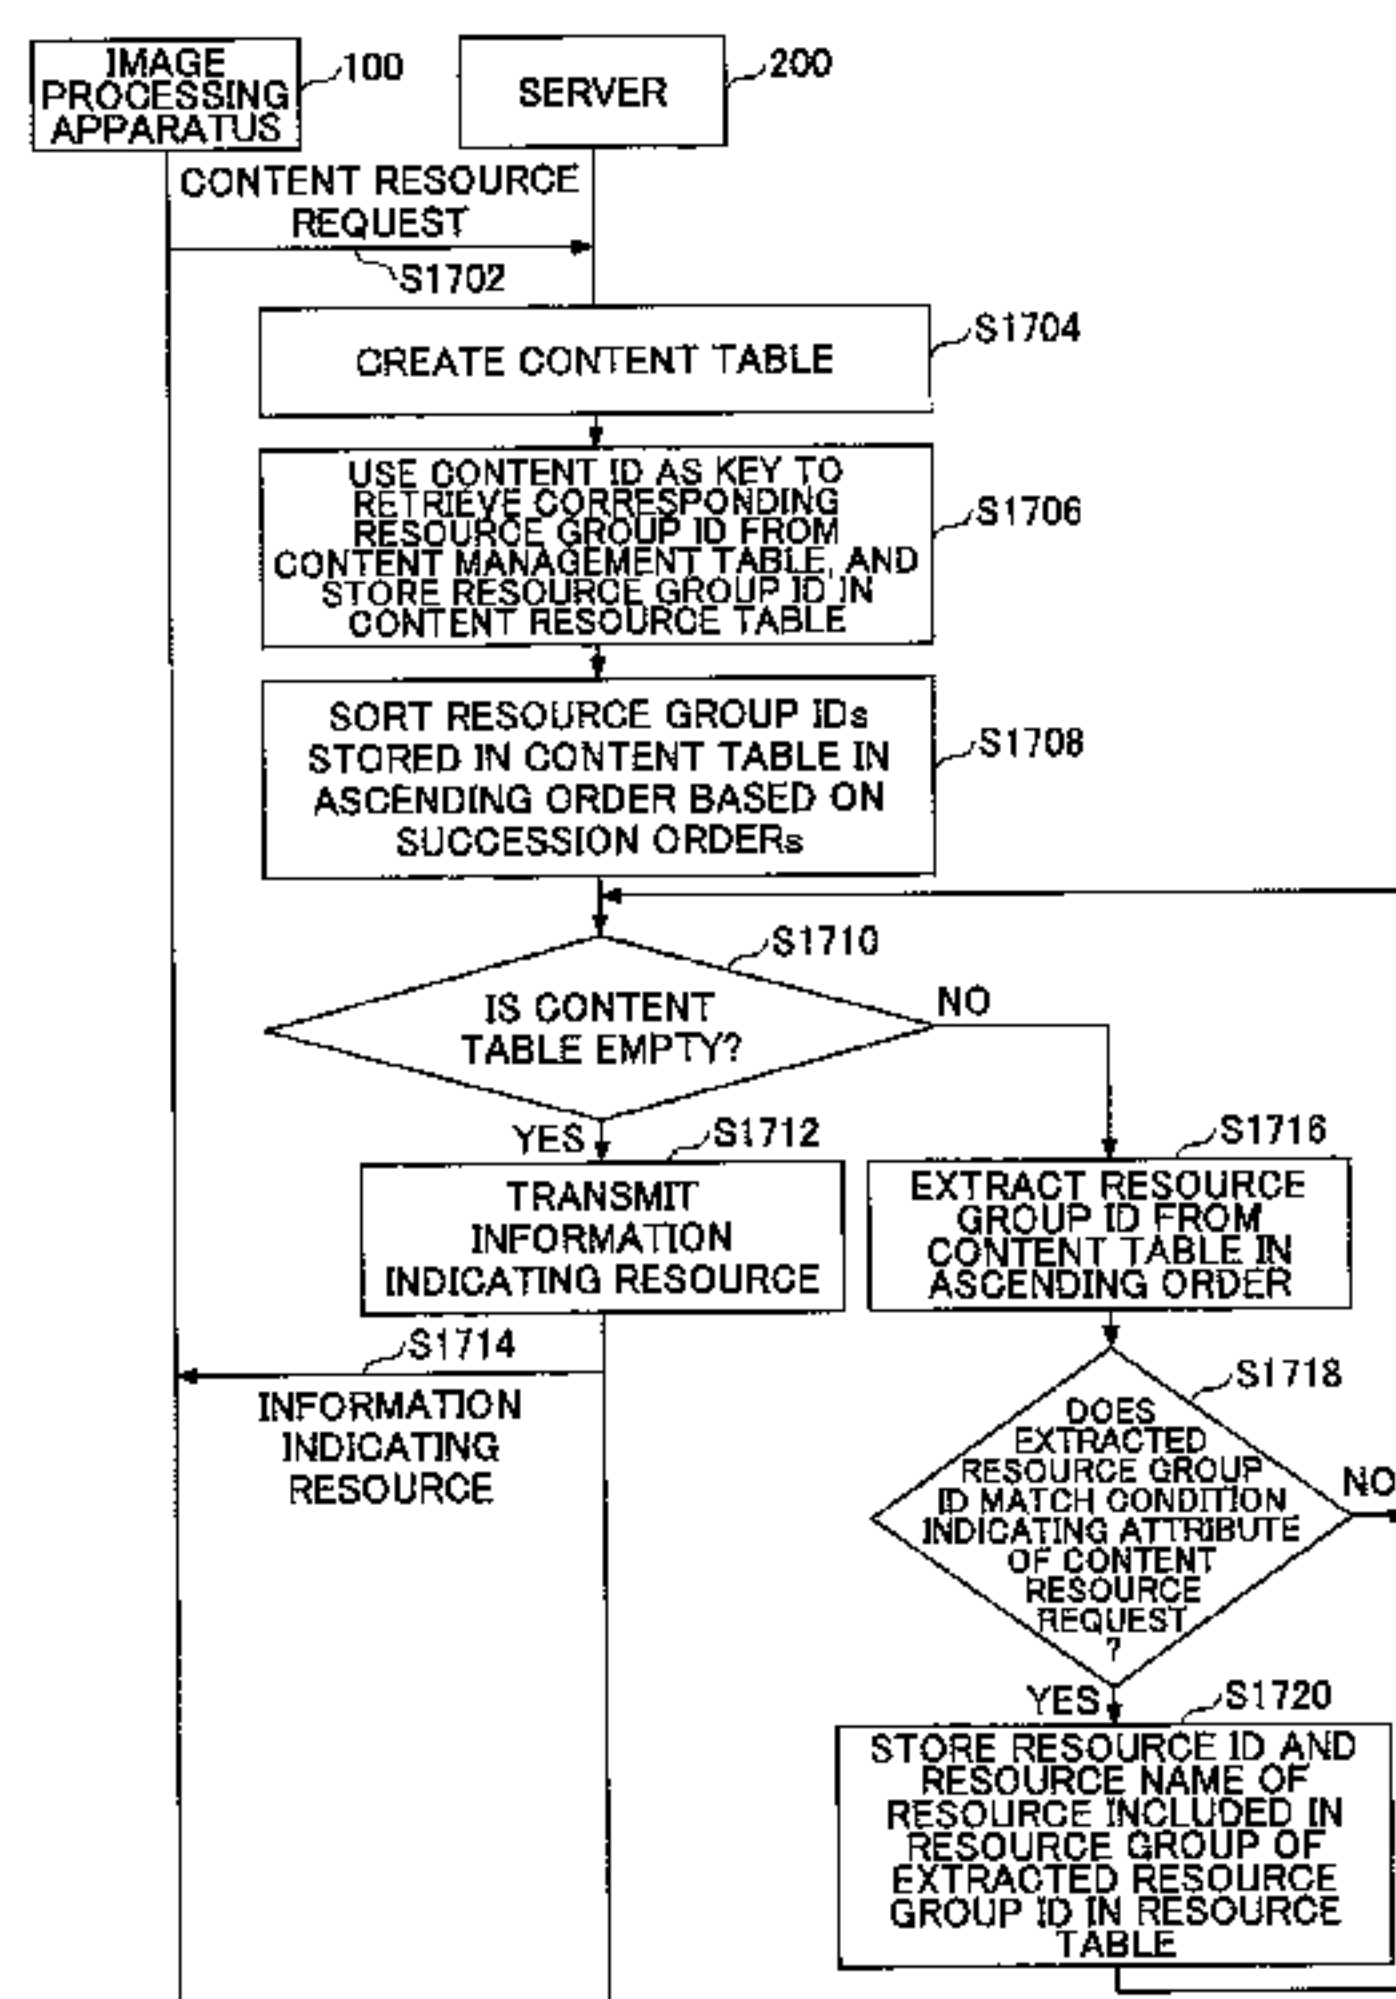 IMAGE
PROCESSING
APPARATUS
100
SERVER
200
CONTENT RESOURCE
REQUEST
S1702
CREATE CONTENT TABLE
S1704
USE CONTENT ID AS KEY TO
RETRIEVE CORRESPONDING
RESOURCE GROUP ID FROM
CONTENT MANAGEMENT TABLE, AND
STORE RESOURCE GROUP ID IN
CONTENT RESOURCE TABLE
S1706
SORT RESOURCE GROUP IDs
STORED IN CONTENT TABLE IN
ASCENDING ORDER BASED ON
SUCCESSION ORDERs
S1708
S1710
IS CONTENT
TABLE EMPTY?
NO
YES
S1712
TRANSMIT
INFORMATION
INDICATING RESOURCE
S1714
INFORMATION
INDICATING
RESOURCE
S1716
EXTRACT RESOURCE
GROUP ID FROM
CONTENT TABLE IN
ASCENDING ORDER
S1718
DOES
EXTRACTED
RESOURCE GROUP
ID MATCH CONDITION
INDICATING ATTRIBUTE
OF CONTENT
RESOURCE
REQUEST
?
NO
YES
S1720
STORE RESOURCE ID AND
RESOURCE NAME OF
RESOURCE INCLUDED IN
RESOURCE GROUP OF
EXTRACTED RESOURCE
GROUP ID IN RESOURCE
TABLE